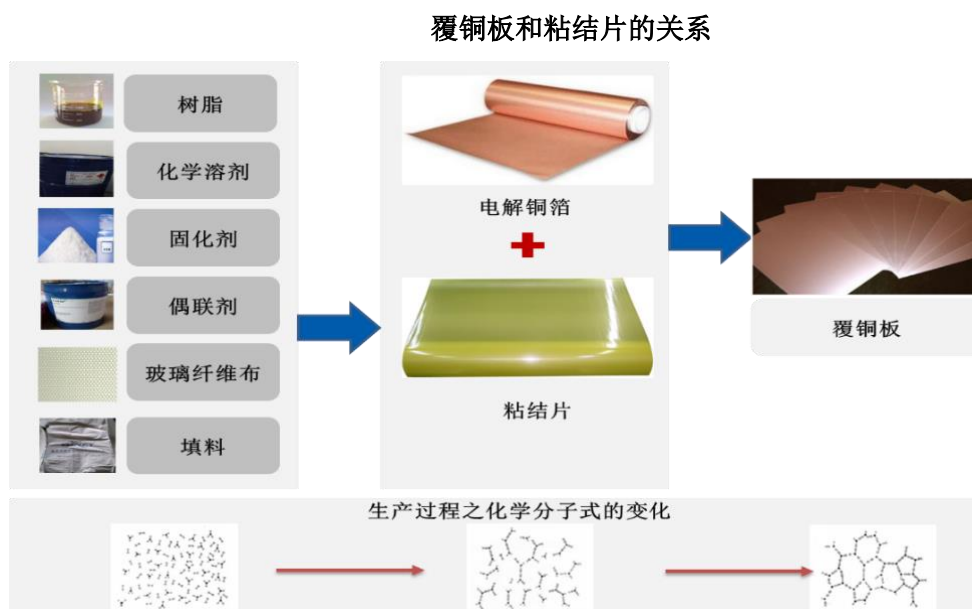 覆铜板和粘结片的关系
树脂
化学溶剂
固化剂
偶联剂
玻璃纤维布
填料
电解铜箔
粘结片
覆铜板
生产过程之化学分子式的变化